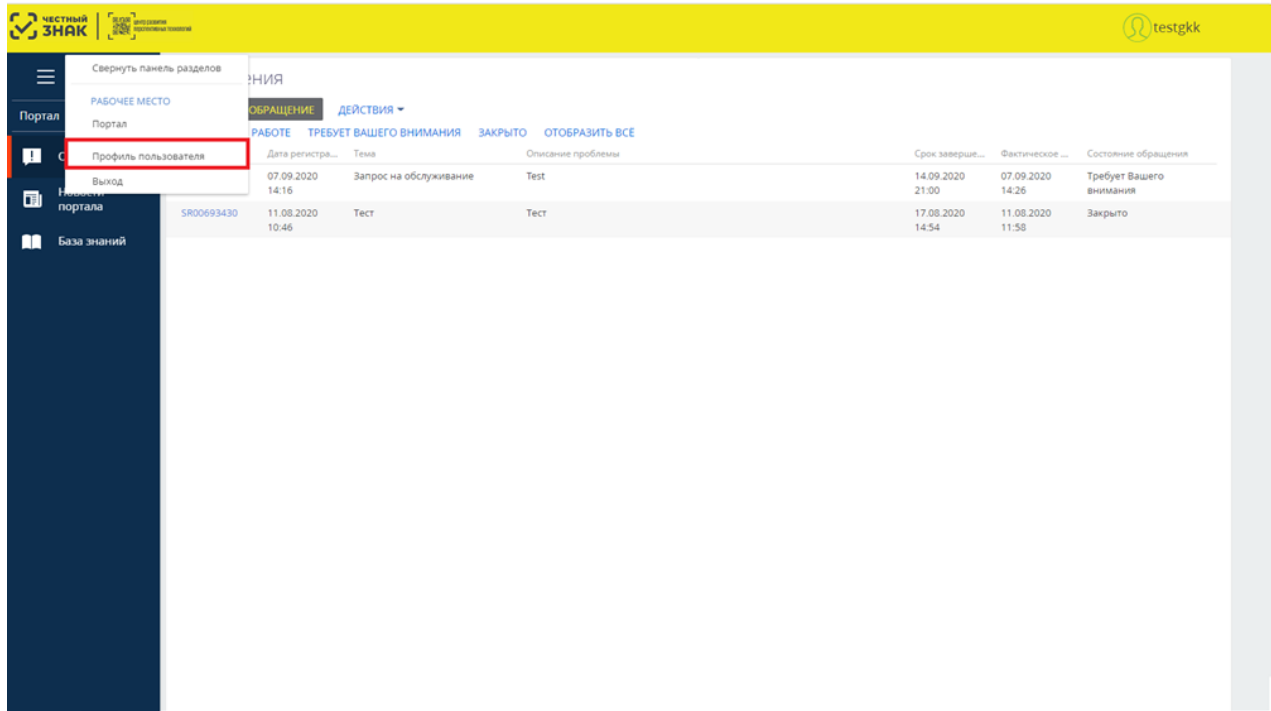 ЧЕСТНЫЙ
ЗНАК
testgkk
Свернуть панель разделов
РАБОЧЕЕ МЕСТО
Портал
Профиль пользователя
Выход
Портал
портала
База знаний
ОБРАЩЕНИЕ ДЕЙСТВИЯ
РАБОТЕ ТРЕБУЕТ ВАШЕГО ВНИМАНИЯ ЗАКРЫТО ОТОБРАЗИТЬ ВСЁ
Дата регистра... Тема Описание проблемы Срок заверше... Фактическое ... Состояние обращения
07.09.2020 Запрос на обслуживание Test 14.09.2020 07.09.2020 Требует Вашего
14:16 21:00 14:26 внимания
SR00693430 11.08.2020 Тест Тест 17.08.2020 11.08.2020 Закрыто
10:46 14:54 11:58